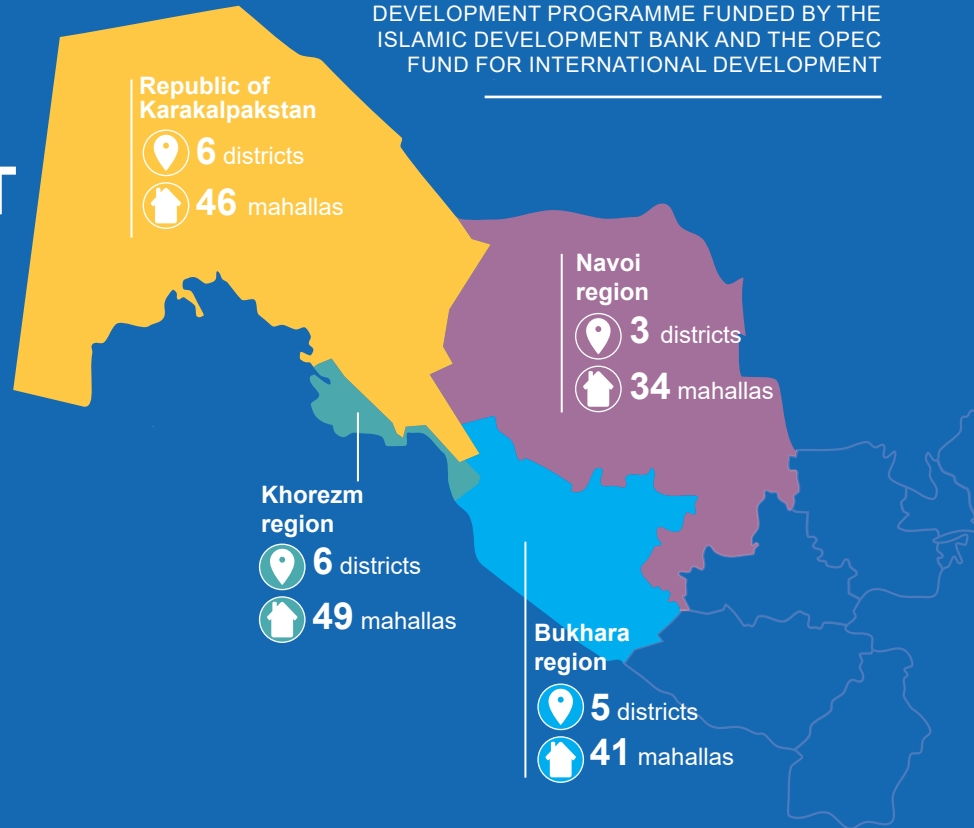 DEVELOPMENT PROGRAMME FUNDED BY THE
ISLAMIC DEVELOPMENT BANK AND THE OPEC
FUND FOR INTERNATIONAL DEVELOPMENT
T
Republic of
Karakalpakstan
6 districts
46 mahallas
Navoi
region
3 districts
34 mahallas
Khorezm
region
6 districts
49 mahallas
Bukhara
region
5 districts
41 mahallas